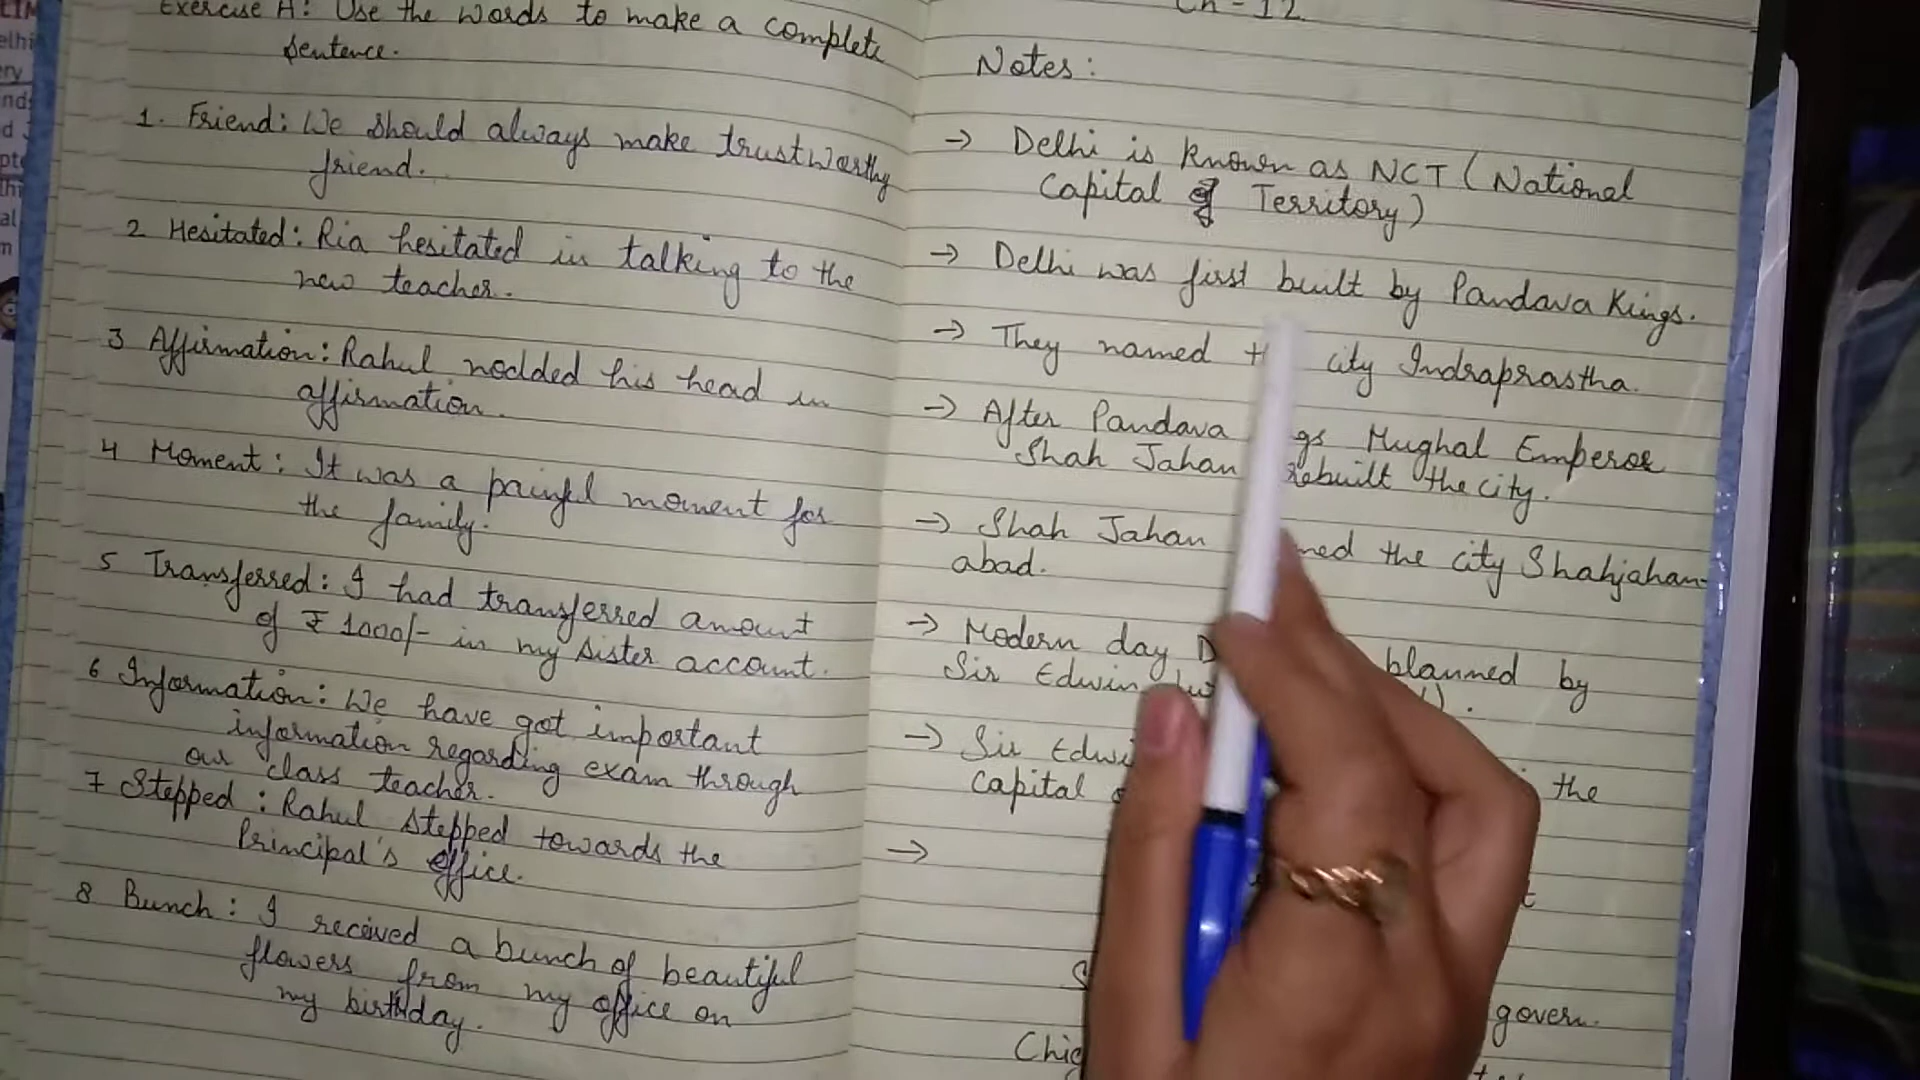 Exercise A: Use the words to make a complete
sentence.
1. Friend: We should always make trustworthy
friend.
2 Hesitated: Ria hesitated in talking to the
new teacher.
3 Affirmation: Rahul nodded his head in
affirmation.
4 Moment: It was a painful moment for
the family.
5 Transferred: I had transferred amount
of ₹ 1000/- in my sister account.
6 Information: We have got important
information regarding exam through
our class teacher.
7 Stepped: Rahul stepped towards the
Principal's office.
8 Bunch: I received a bunch of beautiful
flowers from my office on
my birthday.
Ch - 12
Notes:
→ Delhi is known as NCT (National
Capital of Territory)
→ Delhi was first built by Pandava Kings.
→ They named city Indraprastha.
→ After Pandava Mughal Emperor
Shah Jahan rebuilt the city.
→ Shah Jahan the city Shahjahan-
abad.
→ Modern day planned by
Sir Edwin
→ Sir the
Capital
→
govern.